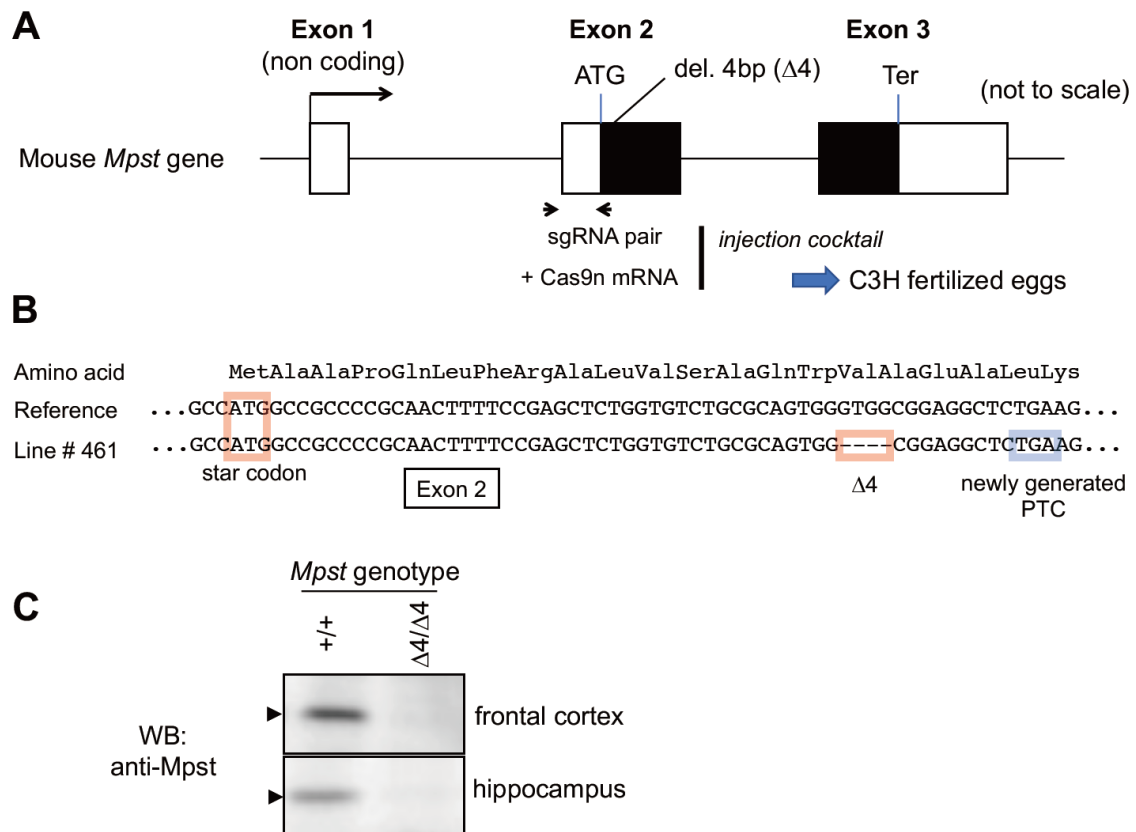 A
Exon 1
(non coding)
Exon 2
Exon 3
ATG
del. 4bp (Δ4)
Ter
(not to scale)
Mouse Mpst gene
sgRNA pair
+ Cas9n mRNA
injection cocktail
C3H fertilized eggs
B
Amino acid
MetAlaAlaProGlnLeuPheArgAlaLeuValSerAlaGlnTrpValAlaGluAlaLeuLys
Reference
...GCCATGGCCGCCCCGCAACTTTTCCGAGCTCTGGTGTCTGCGCAGTGGGTGGCGGAGGCTCTGAAG...
Line # 461
...GCCATGGCCGCCCCGCAACTTTTCCGAGCTCTGGTGTCTGCGCAGTGG----CGGAGGCTCTGAAG...
star codon
Exon 2
Δ4
newly generated
PTC
C
Mpst genotype
+/+
Δ4/Δ4
WB:
anti-Mpst
frontal cortex
hippocampus